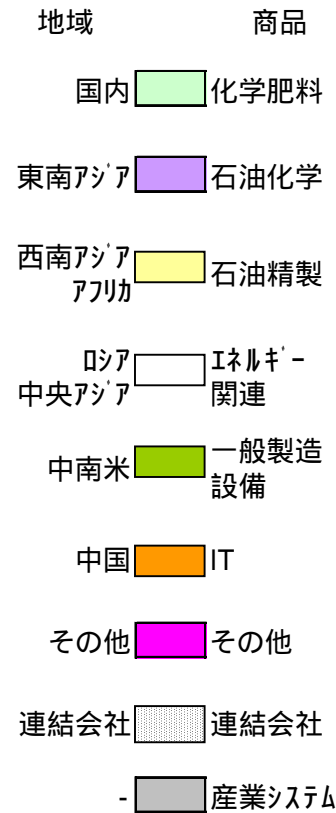 地域 商品
国内 化学肥料
東南ｱｼﾞｱ 石油化学
西南ｱｼﾞｱ
ｱﾌﾘｶ
石油精製
ﾛｼｱ
中央ｱｼﾞｱ
ｴﾈﾙｷﾞｰ
関連
中南米
一般製造
設備
中国 IT
その他 その他
連結会社 連結会社
- 産業ｼｽﾃﾑ